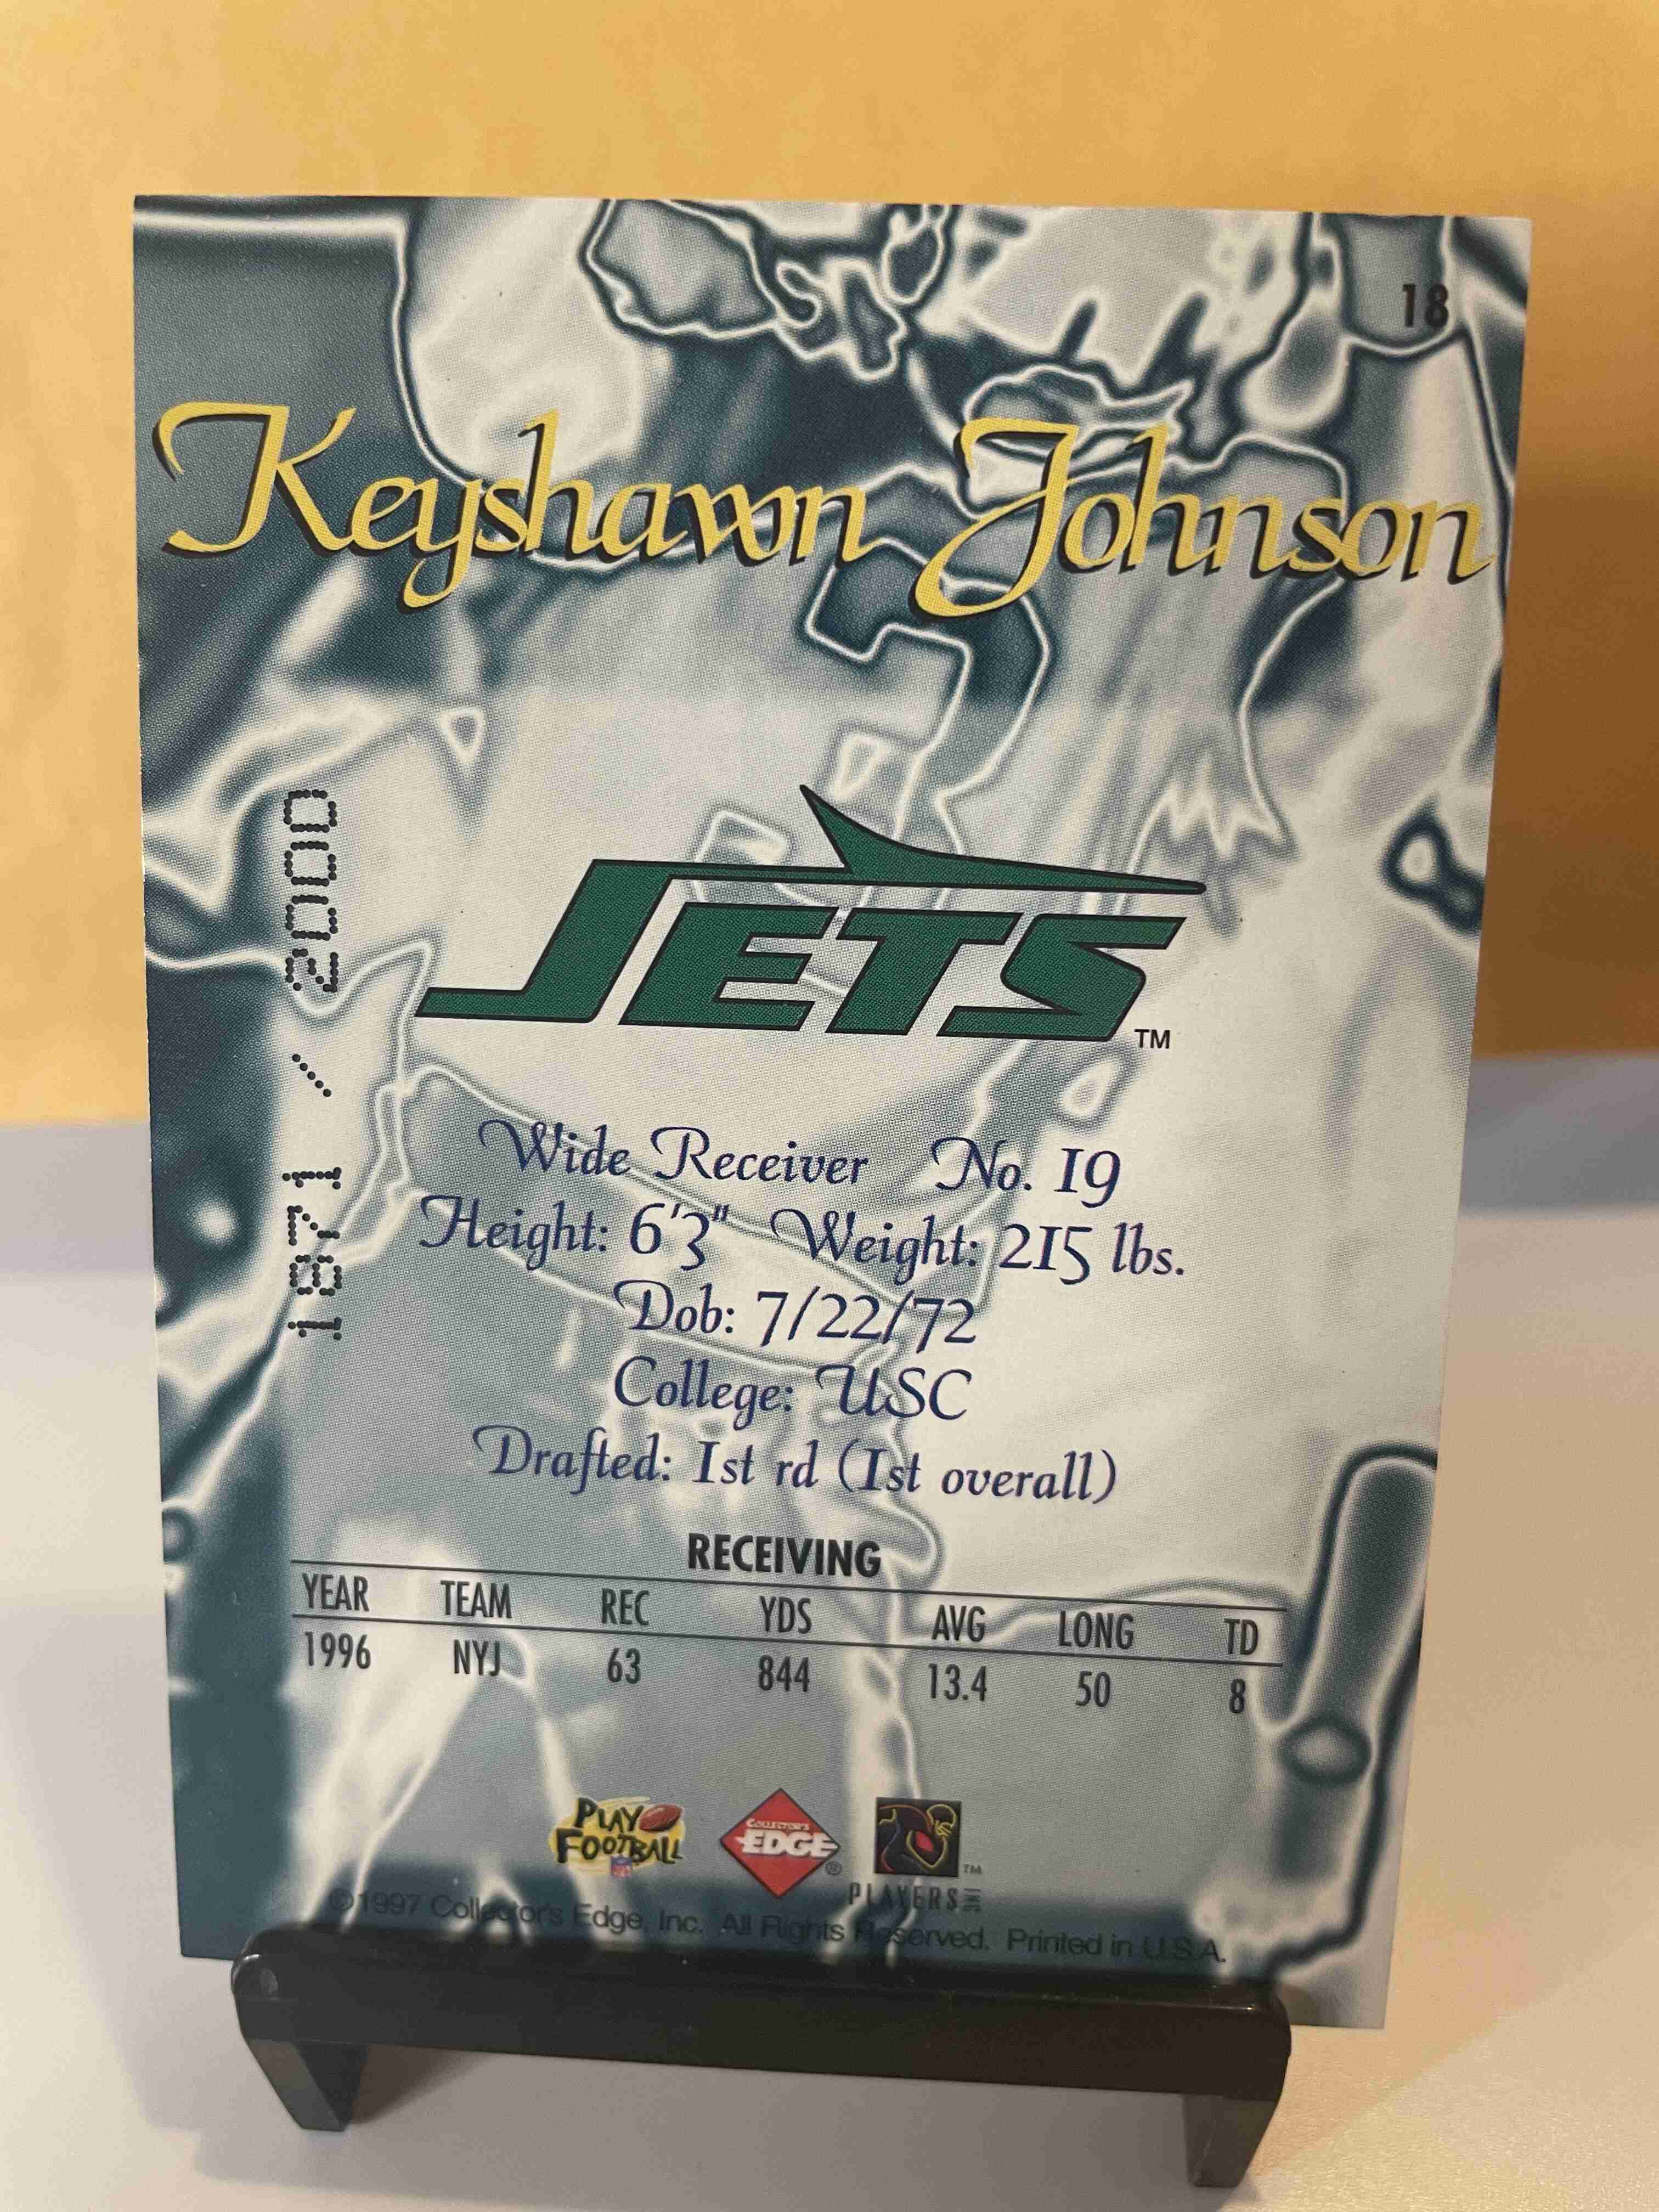 18
Keyshawn Johnson
JETS
TM
1871 / 2000
Wide Receiver No. 19
Height: 6'3" Weight: 215 lbs.
Dob: 7/22/72
College: USC
Drafted: 1st rd (1st overall)
RECEIVING
YEAR TEAM REC YDS AVG LONG TD
1996 NYJ 63 844 13.4 50 8
PLAY FOOTBALL
NFL
COLLECTOR'S
EDGE ®
TM
PLAYERS INC
©1997 Collector's Edge, Inc. All Rights Reserved. Printed in U.S.A.